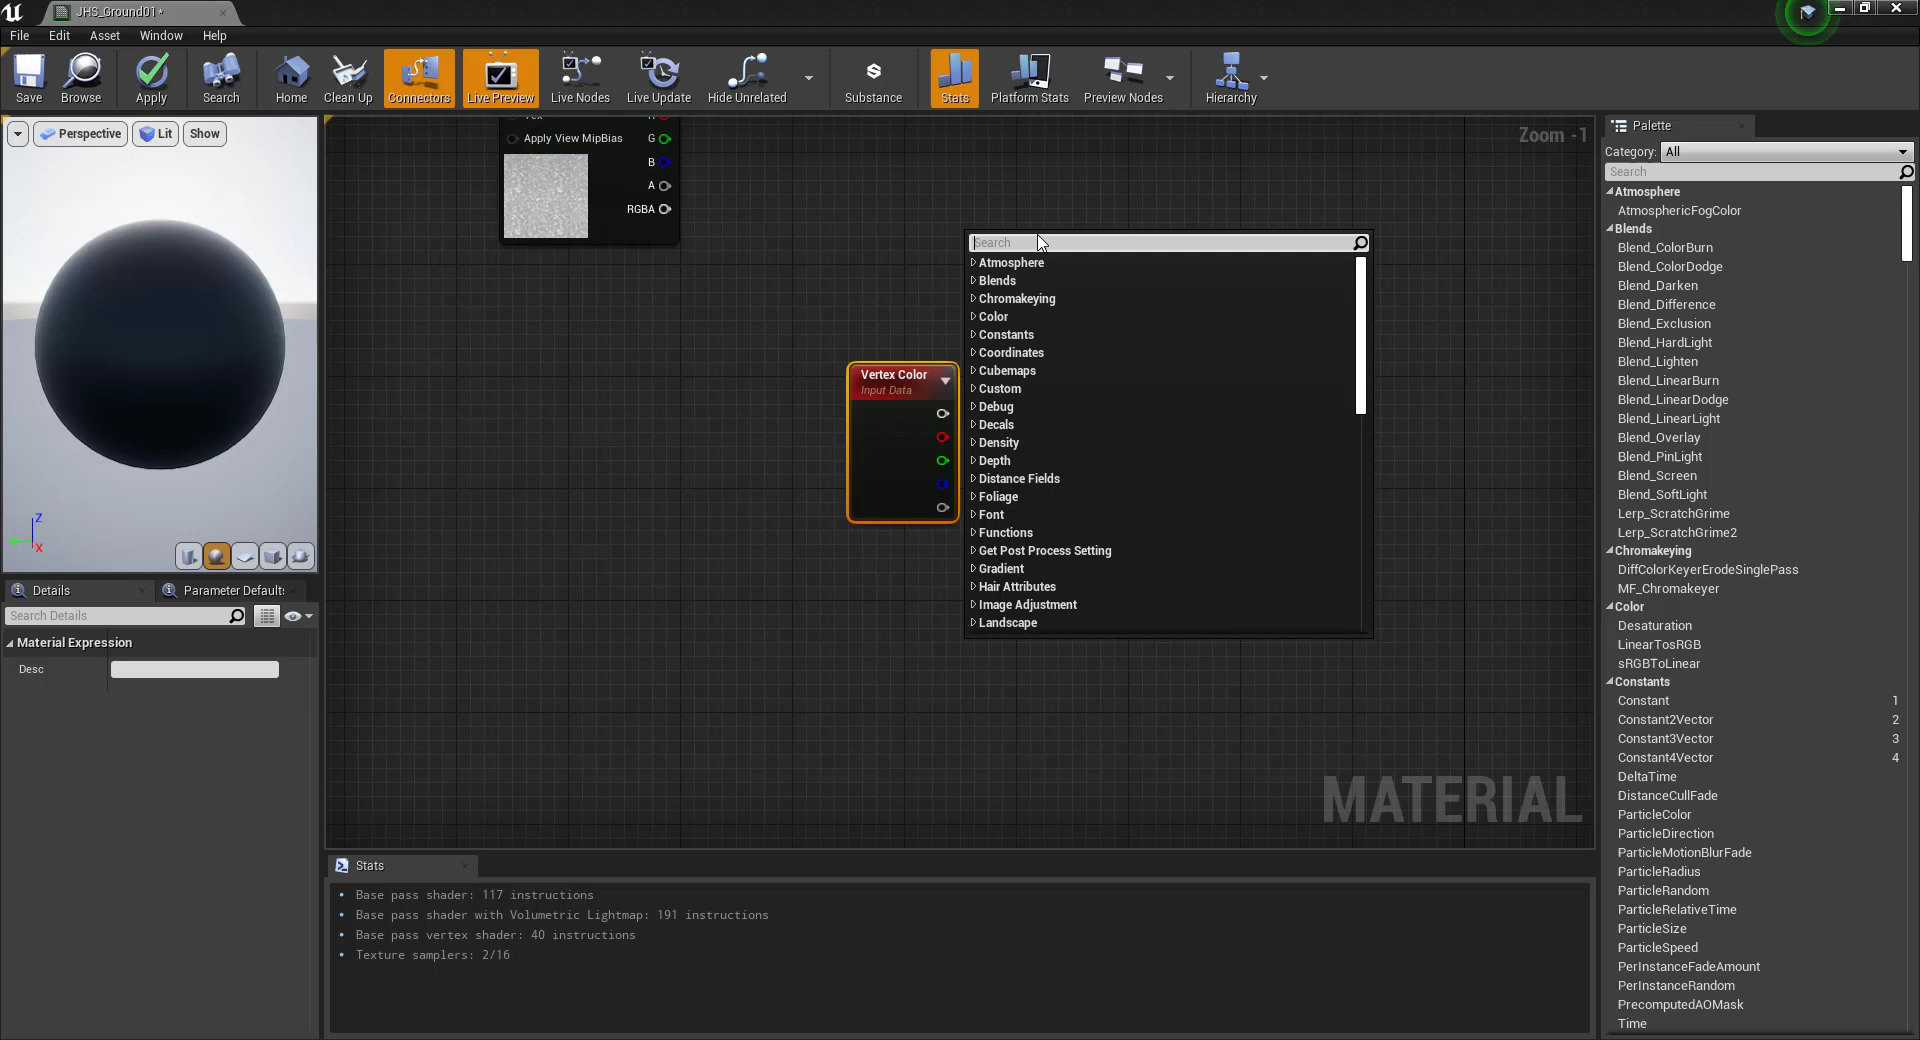 JHS_Ground01*
File Edit Asset Window Help
Save Browse Apply Search Home Clean Up Connectors Live Preview Live Nodes Live Update Hide Unrelated Substance Stats Platform Stats Preview Nodes Hierarchy
Perspective Lit Show
Z
X
Details Parameter Defaults
Search Details
Material Expression
Desc
Apply View MipBias G
B
A
RGBA
Zoom -1
Vertex Color
Input Data
Search
Atmosphere
Blends
Chromakeying
Color
Constants
Coordinates
Cubemaps
Custom
Debug
Decals
Density
Depth
Distance Fields
Foliage
Font
Functions
Get Post Process Setting
Gradient
Hair Attributes
Image Adjustment
Landscape
MATERIAL
Stats
Base pass shader: 117 instructions
Base pass shader with Volumetric Lightmap: 191 instructions
Base pass vertex shader: 40 instructions
Texture samplers: 2/16
Palette
Category: All
Search
Atmosphere
AtmosphericFogColor
Blends
Blend_ColorBurn
Blend_ColorDodge
Blend_Darken
Blend_Difference
Blend_Exclusion
Blend_HardLight
Blend_Lighten
Blend_LinearBurn
Blend_LinearDodge
Blend_LinearLight
Blend_Overlay
Blend_PinLight
Blend_Screen
Blend_SoftLight
Lerp_ScratchGrime
Lerp_ScratchGrime2
Chromakeying
DiffColorKeyerErodeSinglePass
MF_Chromakeyer
Color
Desaturation
LinearTosRGB
sRGBToLinear
Constants
Constant 1
Constant2Vector 2
Constant3Vector 3
Constant4Vector 4
DeltaTime
DistanceCullFade
ParticleColor
ParticleDirection
ParticleMotionBlurFade
ParticleRadius
ParticleRandom
ParticleRelativeTime
ParticleSize
ParticleSpeed
PerInstanceFadeAmount
PerInstanceRandom
PrecomputedAOMask
Time